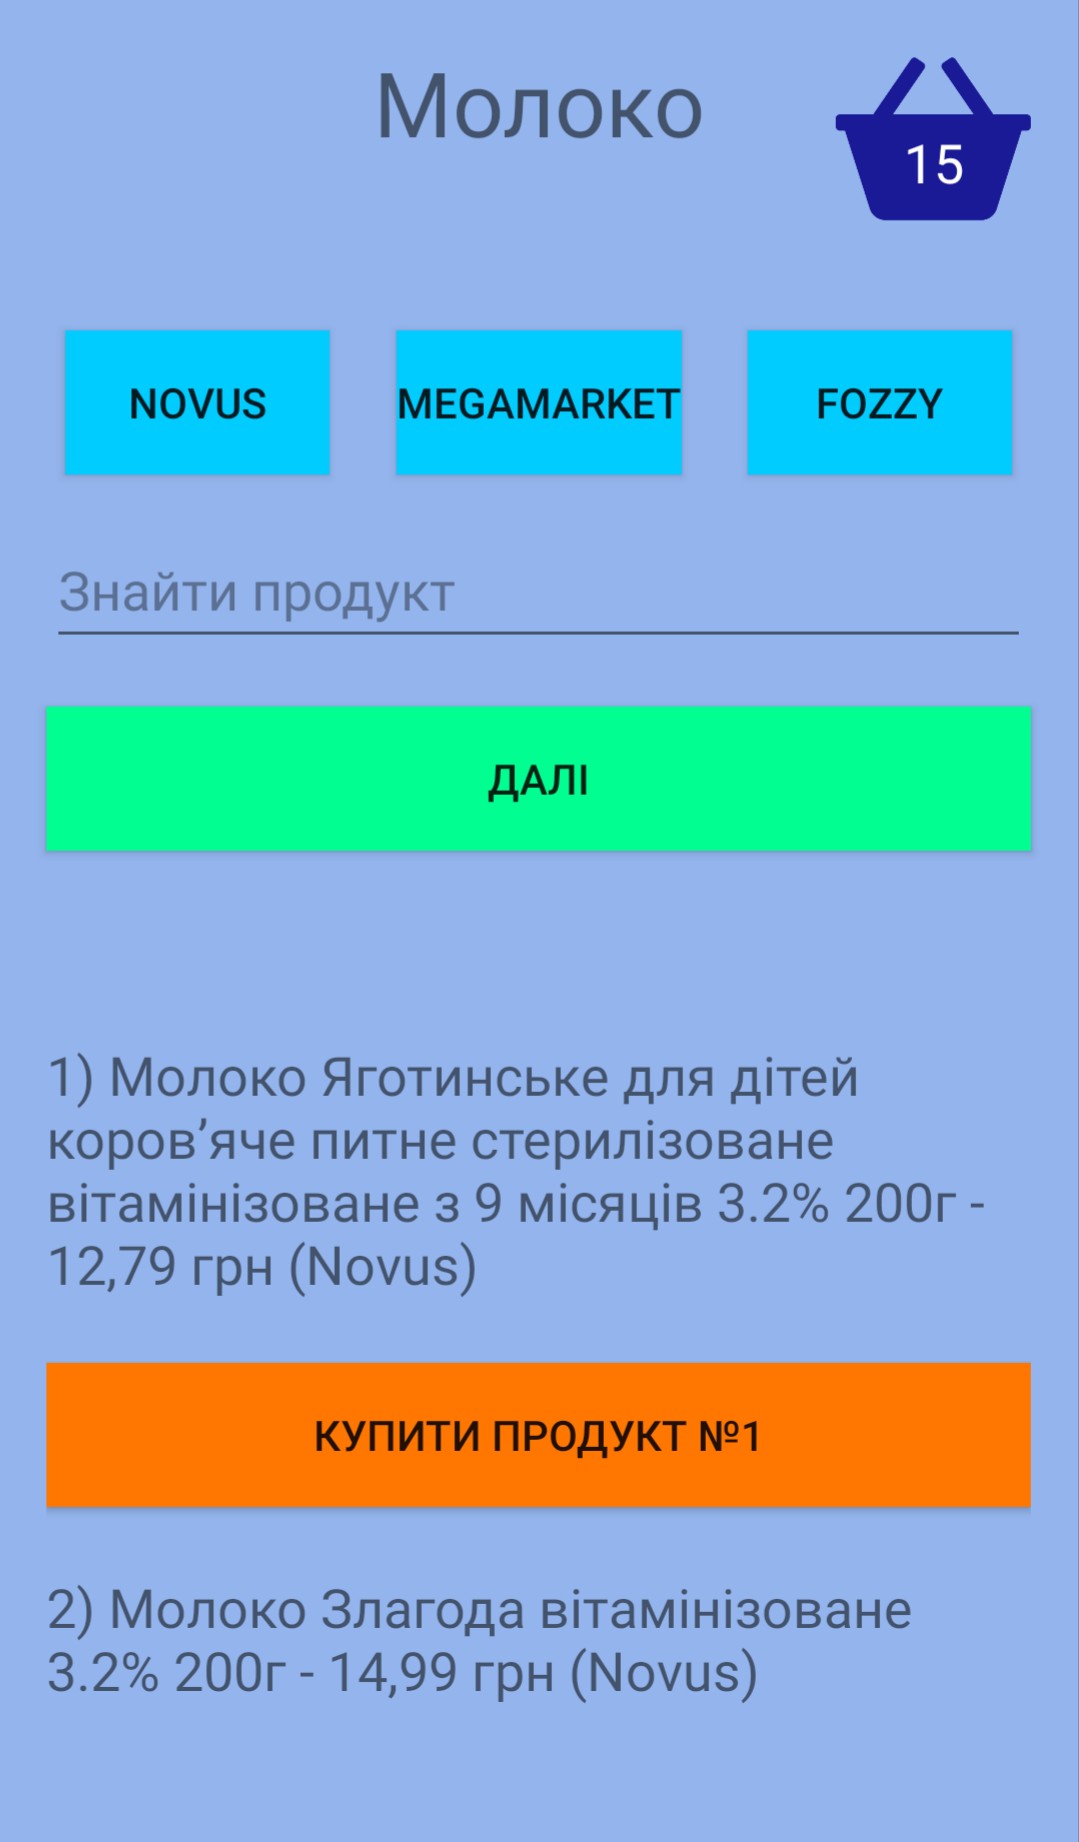 Молоко
15
NOVUS
MEGAMARKET
FOZZY
Знайти продукт
ДАЛІ
1) Молоко Яготинське для дітей
коров’яче питне стерилізоване
вітамінізоване з 9 місяців 3.2% 200г -
12,79 грн (Novus)
КУПИТИ ПРОДУКТ №1
2) Молоко Злагода вітамінізоване
3.2% 200г - 14,99 грн (Novus)